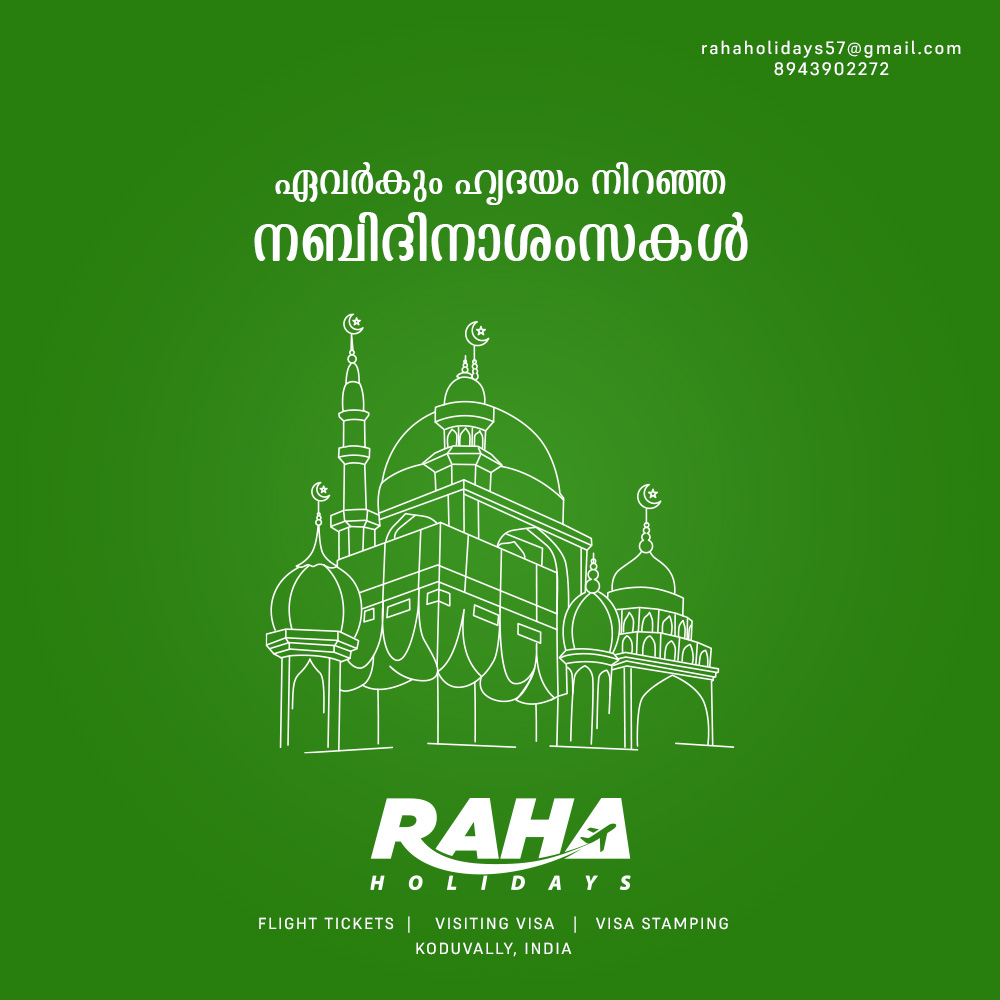 rahaholidays57@gmail.com
8943902272
ഏവർകും ഹൃദയം നിറഞ്ഞ
നബിദിനാശംസകൾ
RAHA
HOLIDAYS
FLIGHT TICKETS | VISITING VISA | VISA STAMPING
KODUVALLY, INDIA